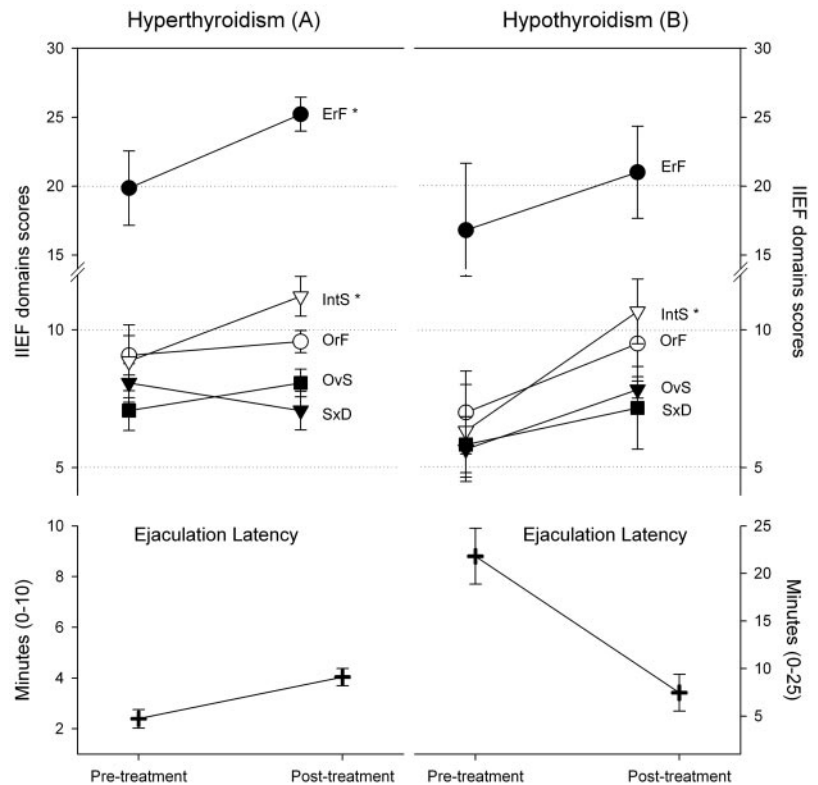 Hyperthyroidism (A)
Hypothyroidism (B)
30
25
20
15
10
5
IIEF domains scores
ErF *
IntS *
OrF
OvS
SxD
ErF
IntS *
OrF
OvS
SxD
30
25
20
15
10
5
IIEF domains scores
Ejaculation Latency
10
8
6
4
2
Minutes (0-10)
Ejaculation Latency
25
20
15
10
5
Minutes (0-25)
Pre-treatment
Post-treatment
Pre-treatment
Post-treatment